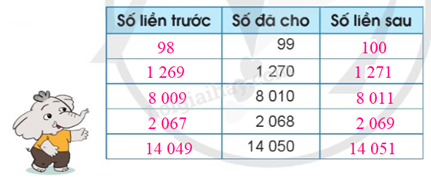 Số liền trước Số đã cho Số liền sau
98 99 100
1 269 1 270 1 271
8 009 8 010 8 011
2 067 2 068 2 069
14 049 14 050 14 051